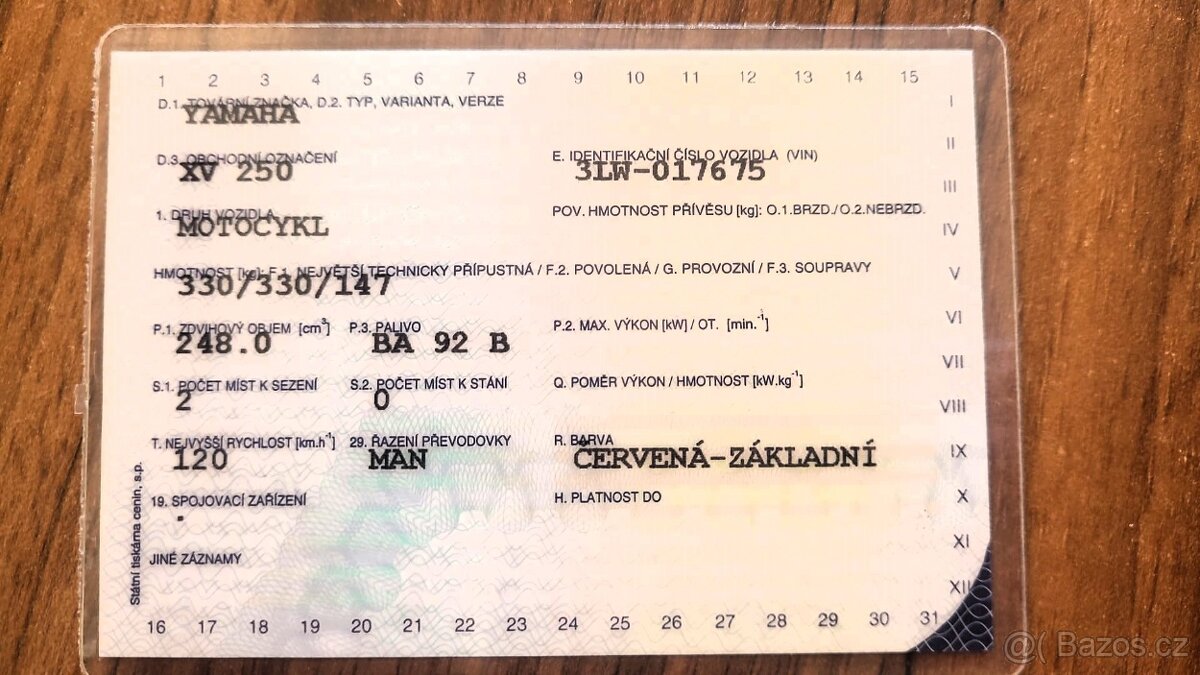 1 2 3 4 5 6 7 8 9 10 11 12 13 14 15
D.1. TOVÁRNÍ ZNAČKA, D.2. TYP, VARIANTA, VERZE
I
YAMAHA
II
D.3. OBCHODNÍ OZNAČENÍ E. IDENTIFIKAČNÍ ČÍSLO VOZIDLA (VIN)
XV 250 3LW-017675
III
1. DRUH VOZIDLA POV. HMOTNOST PŘÍVĚSU [kg]: O.1.BRZD./O.2.NEBRZD.
MOTOCYKL
IV
HMOTNOST [kg]: F.1. NEJVĚTŠÍ TECHNICKY PŘÍPUSTNÁ / F.2. POVOLENÁ / G. PROVOZNÍ / F.3. SOUPRAVY
V
330/330/147
P.1. ZDVIHOVÝ OBJEM [cm³] P.3. PALIVO P.2. MAX. VÝKON [kW] / OT. [min.⁻¹]
VI
248.0 BA 92 B
VII
S.1. POČET MÍST K SEZENÍ S.2. POČET MÍST K STÁNÍ Q. POMĚR VÝKON / HMOTNOST [kW.kg⁻¹]
2 0
VIII
T. NEJVYŠŠÍ RYCHLOST [km.h⁻¹] 29. ŘAZENÍ PŘEVODOVKY R. BARVA
IX
120 MAN ČERVENÁ-ZÁKLADNÍ
19. SPOJOVACÍ ZAŘÍZENÍ H. PLATNOST DO
X
.
XI
JINÉ ZÁZNAMY
XII
Státní tiskárna cenin, s.p.
16 17 18 19 20 21 22 23 24 25 26 27 28 29 30 31
@( Bazos.cz